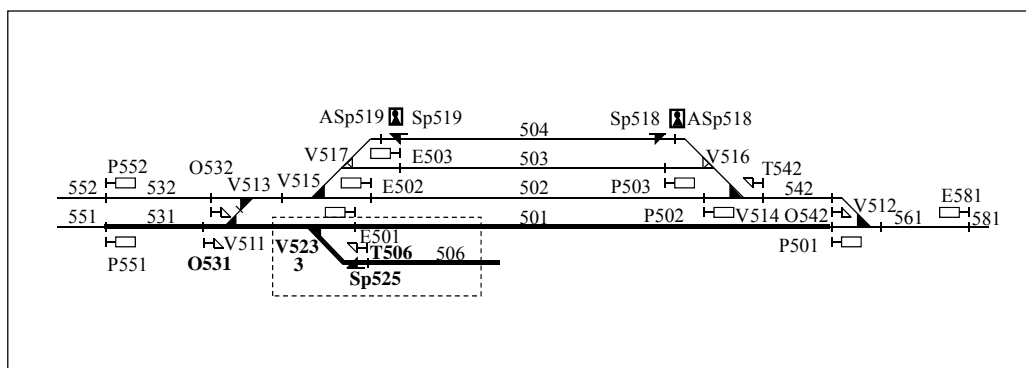 ASp519 Sp519 504 Sp518 ASp518
V517 E503 503 V516
P552 O532 V513 V515 E502 P503 T542
552 532 502 542 E581
551 531 501 P502 V514 O542 V512 561 581
P551 V511 O531 V523 E501 P501
3 T506 506
Sp525